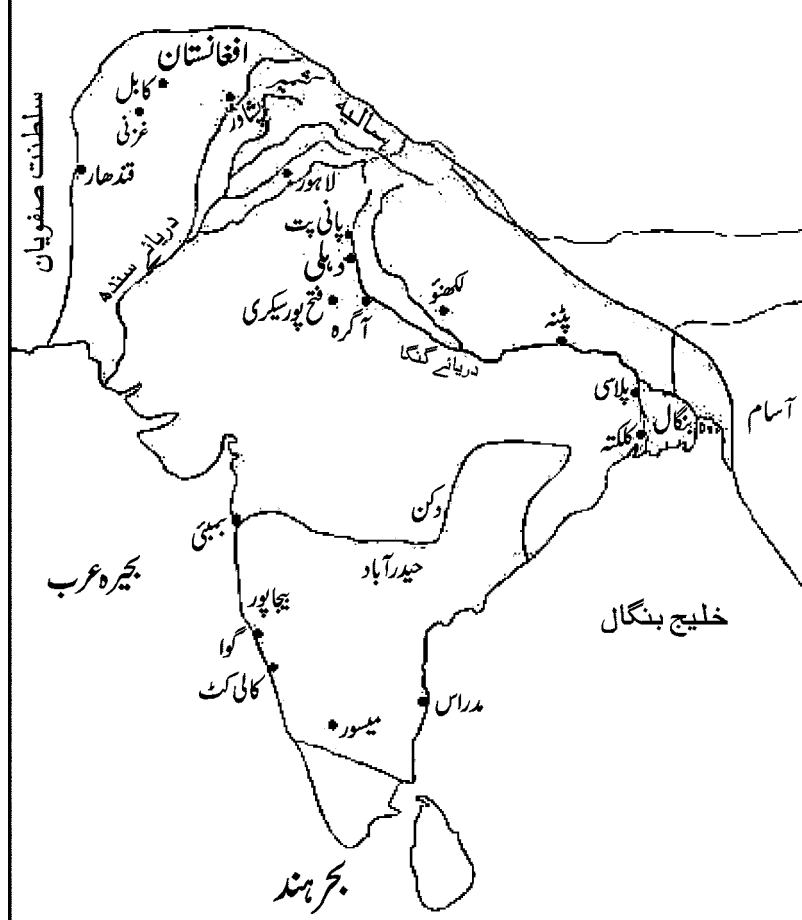 افغانستان
کابل
غزنی
قندھار
پشاور
سلطنت صفویان
لاہور
دریائے سندھ
پانی پت
دہلی
فتح پور سیکری
آگرہ
لکھنؤ
دریائے گنگا
پٹنہ
پلاسی
بنگال
کلکتہ
آسام
دکن
حیدرآباد
بمبئی
بحیرہ عرب
بیجاپور
گوا
کالی کٹ
میسور
مدراس
خلیج بنگال
بحر ہند